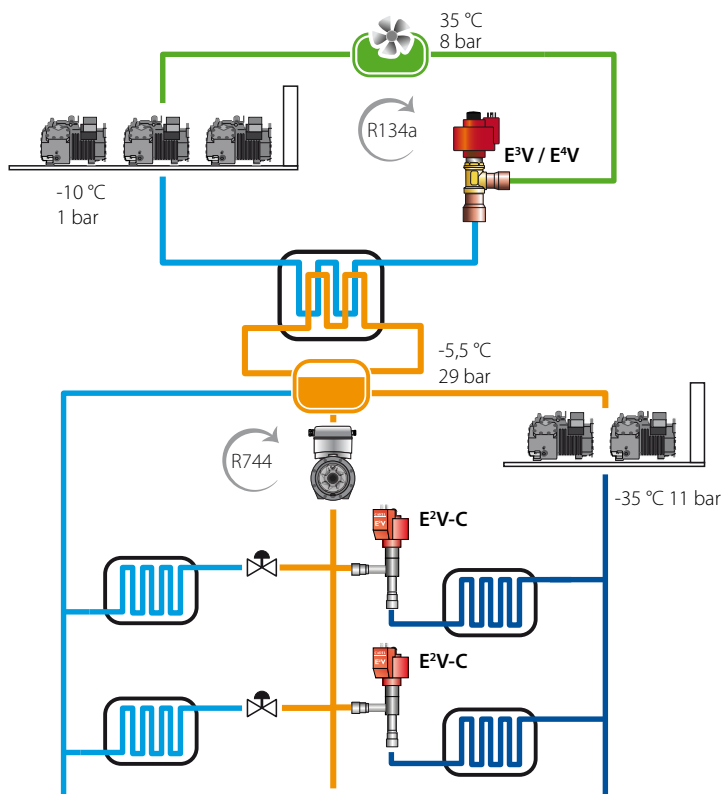 35 °C
8 bar
R134a
E³V / E⁴V
-10 °C
1 bar
-5,5 °C
29 bar
R744
-35 °C 11 bar
E²V-C
E²V-C